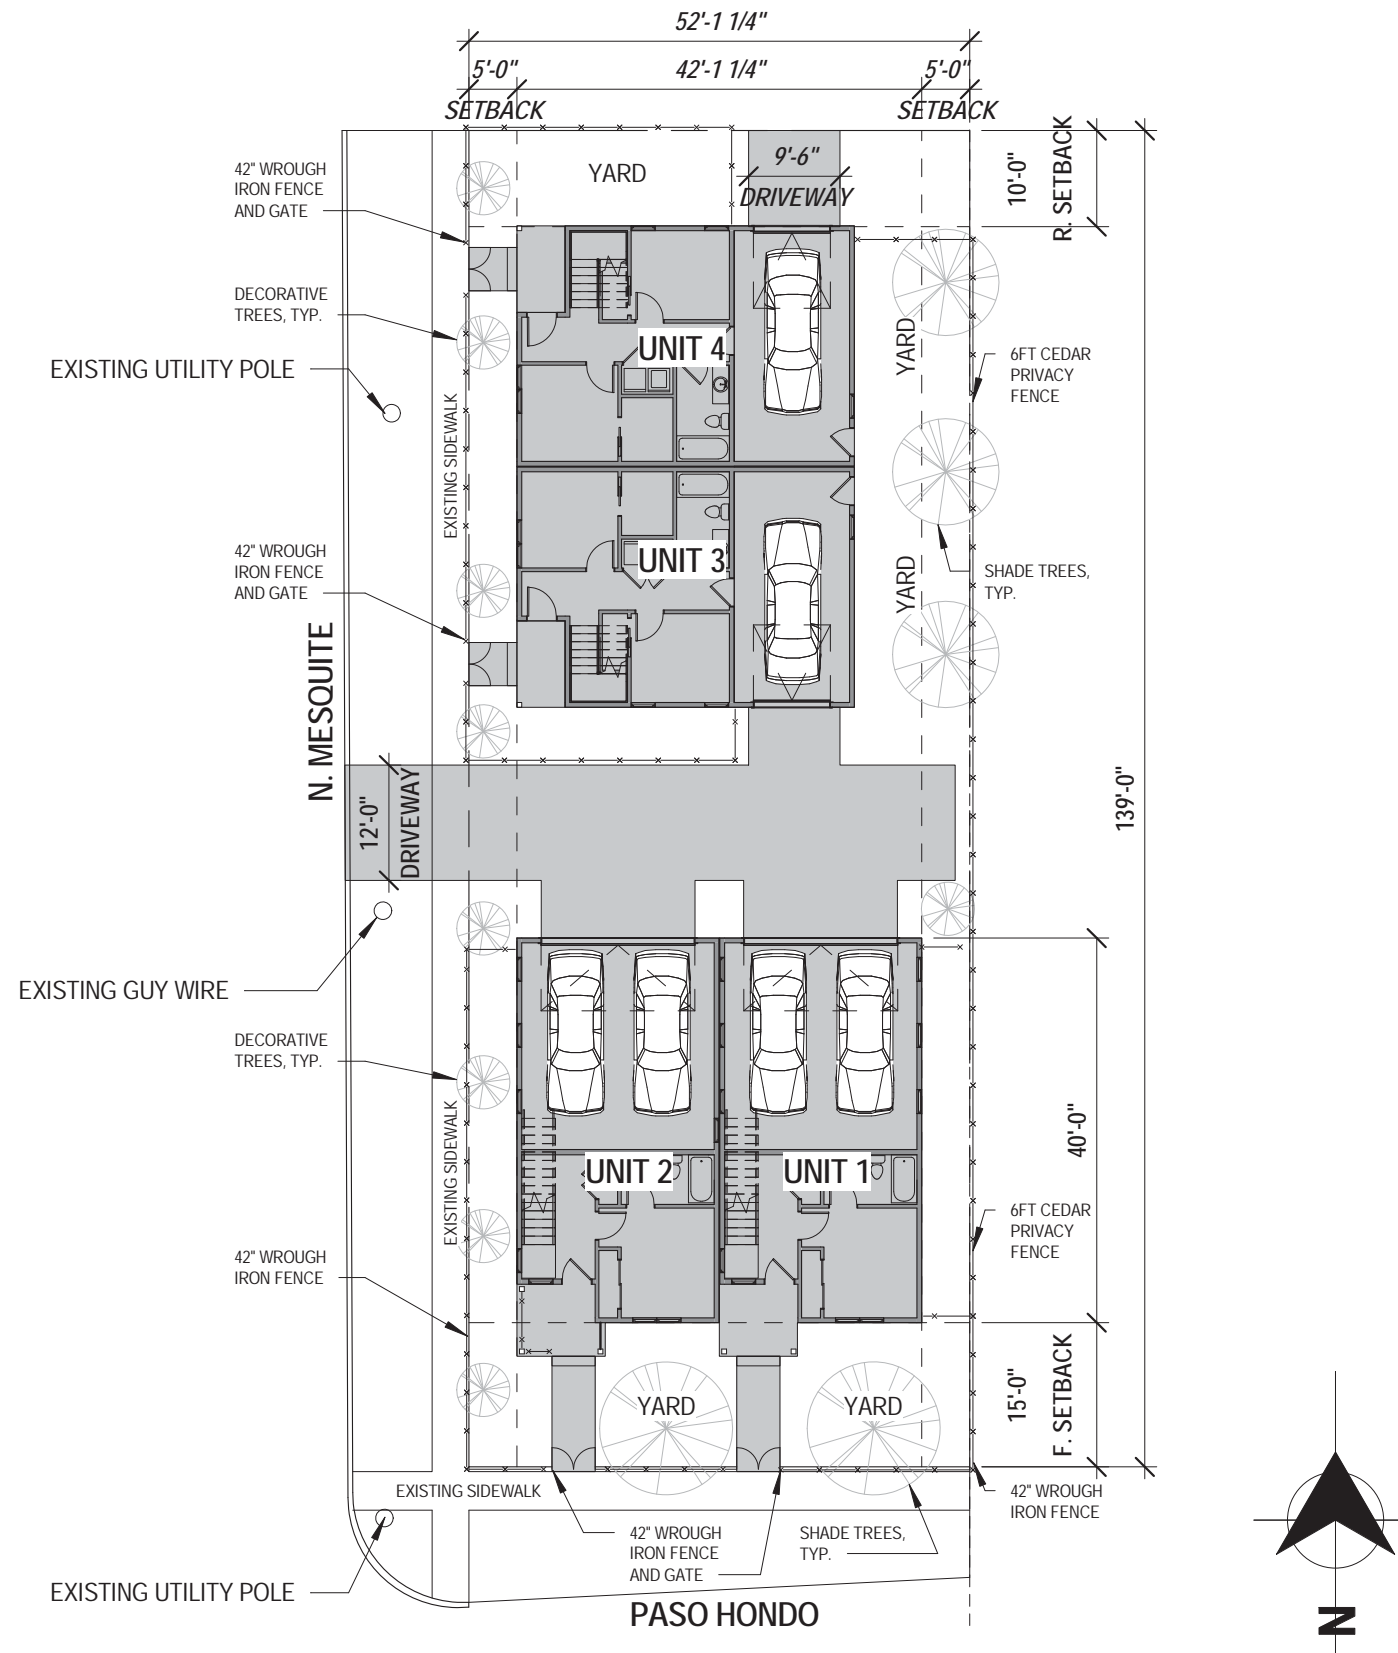 52'-1 1/4"
5'-0"
42'-1 1/4"
5'-0"
SETBACK
SETBACK
42" WROUGH
IRON FENCE
AND GATE
YARD
9'-6"
DRIVEWAY
10'-0"
R. SETBACK
DECORATIVE
TREES, TYP.
EXISTING UTILITY POLE
UNIT 4
YARD
6FT CEDAR
PRIVACY
FENCE
EXISTING SIDEWALK
42" WROUGH
IRON FENCE
AND GATE
UNIT 3
YARD
SHADE TREES,
TYP.
N. MESQUITE
12'-0"
DRIVEWAY
139'-0"
EXISTING GUY WIRE
DECORATIVE
TREES, TYP.
EXISTING SIDEWALK
UNIT 2
UNIT 1
40'-0"
6FT CEDAR
PRIVACY
FENCE
42" WROUGH
IRON FENCE
YARD
YARD
15'-0"
F. SETBACK
EXISTING SIDEWALK
42" WROUGH
IRON FENCE
42" WROUGH
IRON FENCE
AND GATE
SHADE TREES,
TYP.
EXISTING UTILITY POLE
PASO HONDO
N